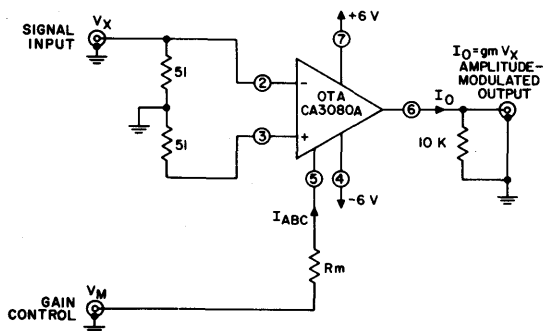 SIGNAL
INPUT
VX
51
51
2
3
-
+
OTA
CA3080A
+6 V
7
6
IO
IO=gm VX
AMPLITUDE-
MODULATED
OUTPUT
10 K
5
4
-6 V
IABC
Rm
GAIN
CONTROL
VM